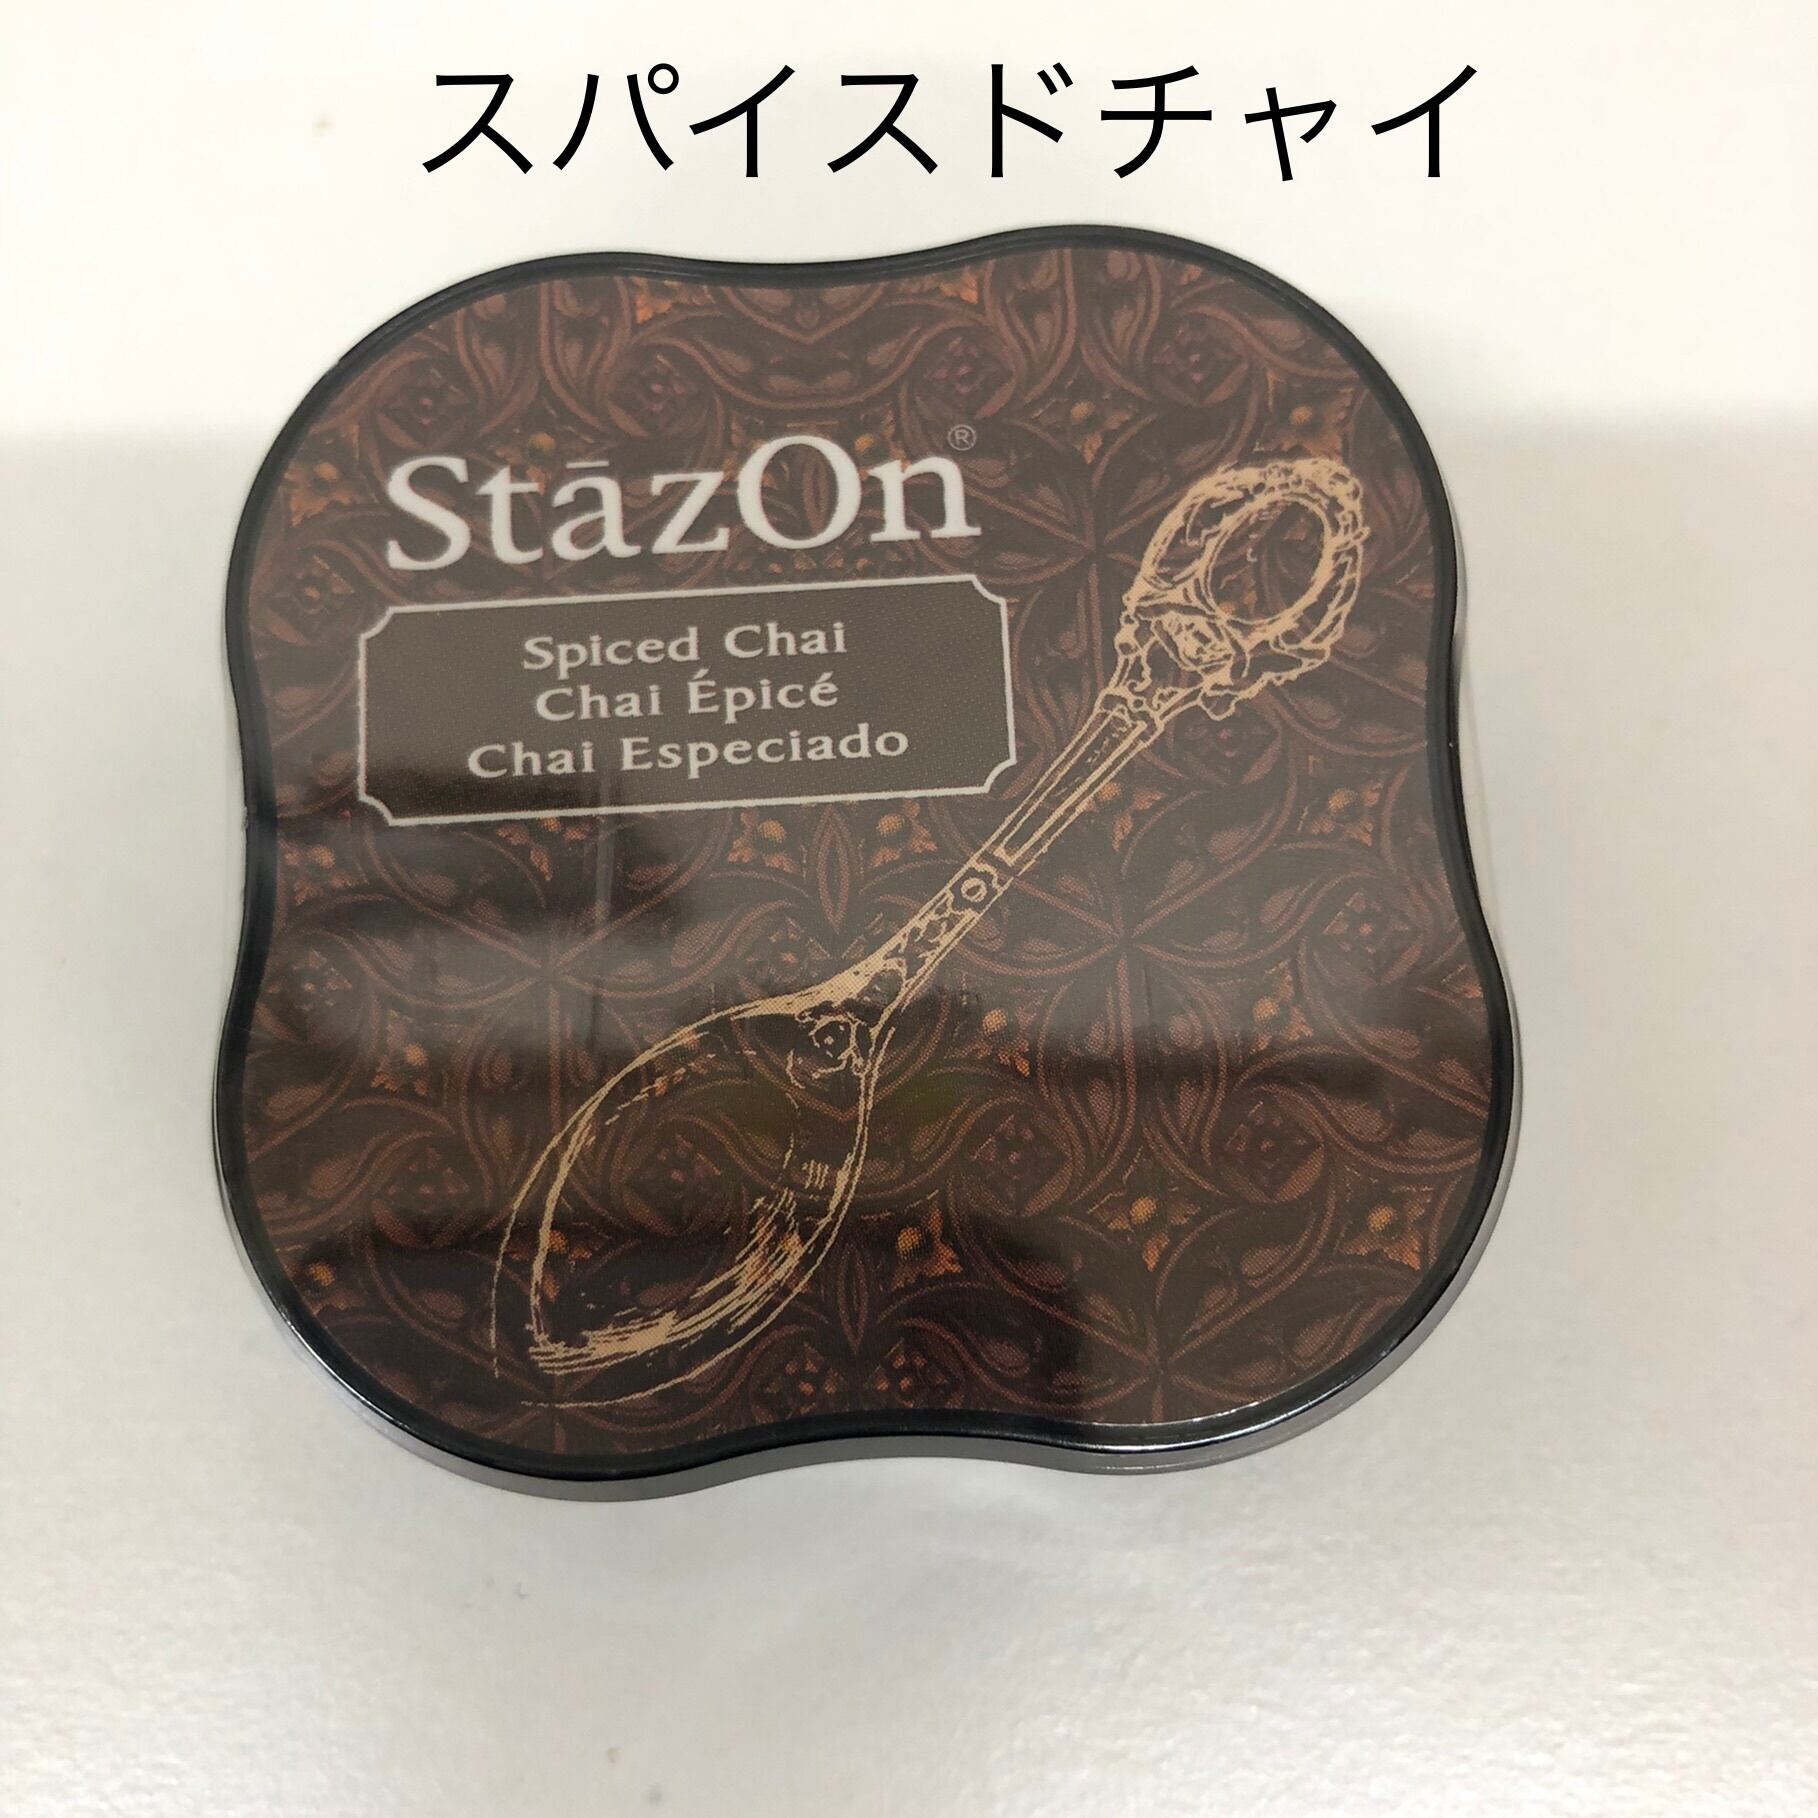 スパイスドチャイ
StāzOn®
Spiced Chai
Chai Épicé
Chai Especiado